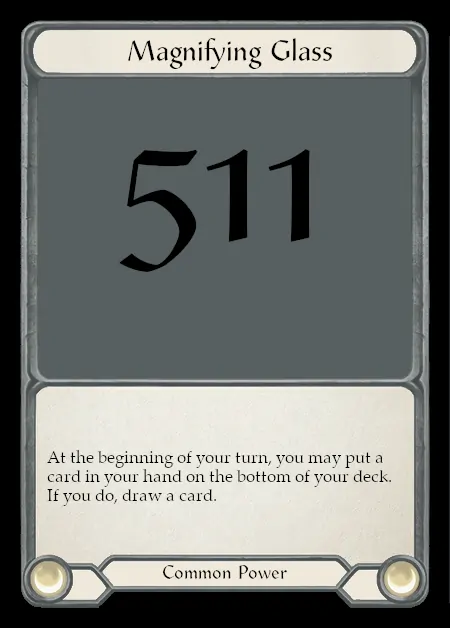 Magnifying Glass
511
At the beginning of your turn, you may put a
card in your hand on the bottom of your deck.
If you do, draw a card.
Common Power